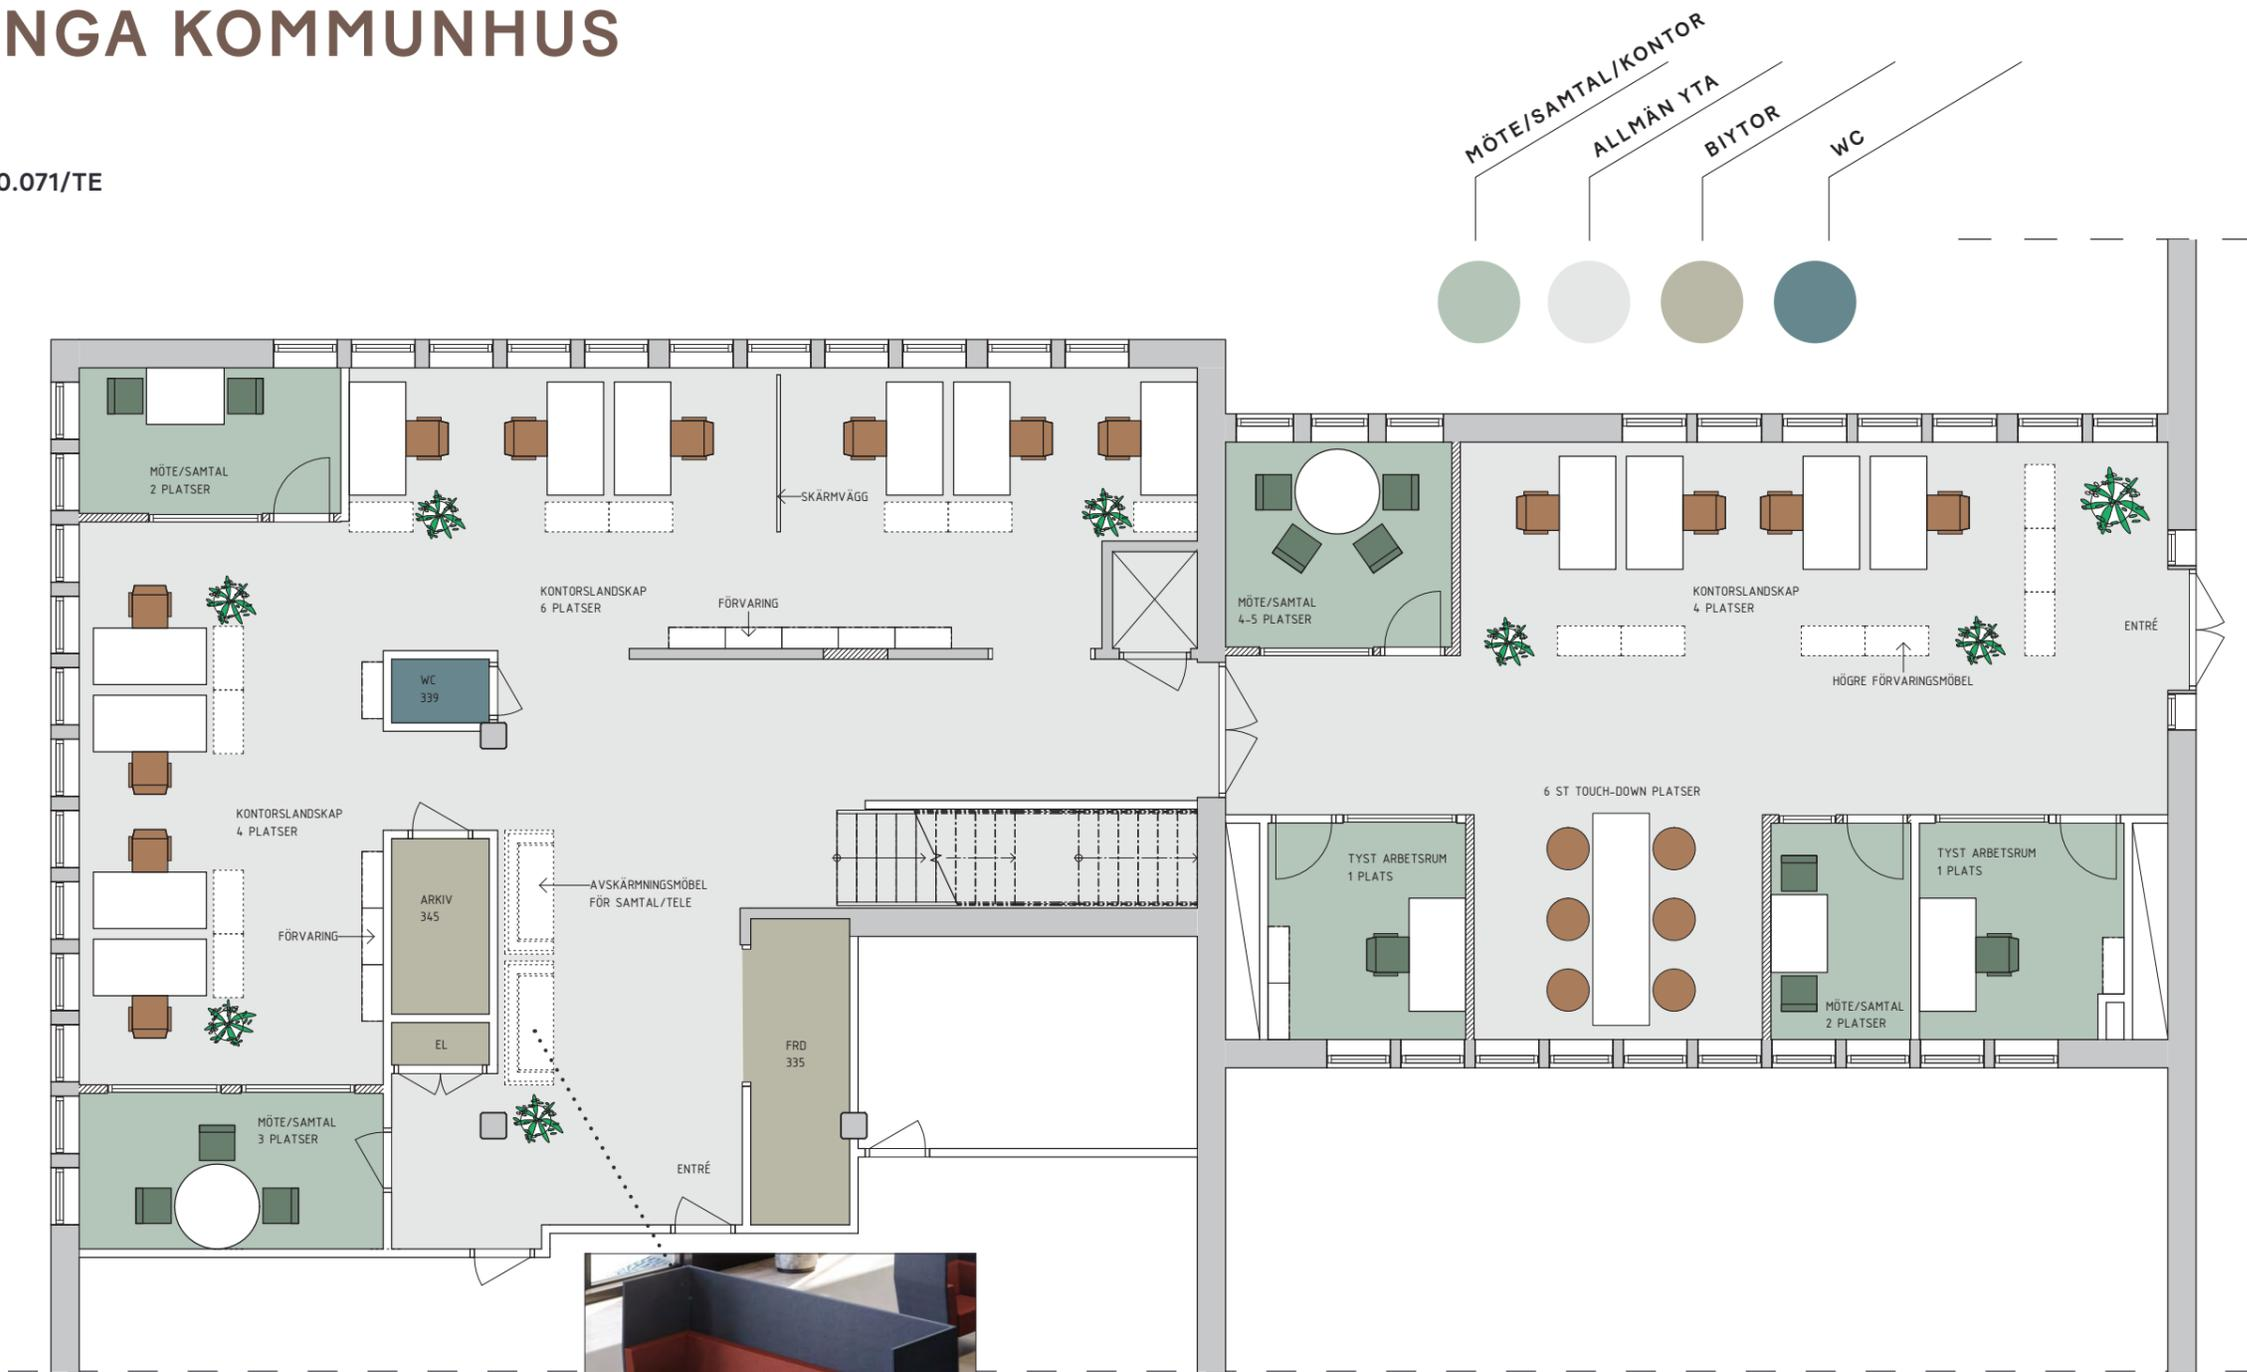 NGA KOMMUNHUS
0.071/TE
MÖTE/SAMTAL/KONTOR
ALLMÄN YTA
BIYTOR
WC
MÖTE/SAMTAL
2 PLATSER
SKÄRMVÄGG
KONTORSLANDSKAP
6 PLATSER
FÖRVARING
MÖTE/SAMTAL
4-5 PLATSER
KONTORSLANDSKAP
4 PLATSER
ENTRÉ
HÖGRE FÖRVARINGSMÖBEL
WC
339
KONTORSLANDSKAP
4 PLATSER
6 ST TOUCH-DOWN PLATSER
ARKIV
345
FÖRVARING
AVSKÄRMNINGSMÖBEL
FÖR SAMTAL/TELE
TYST ARBETSRUM
1 PLATS
TYST ARBETSRUM
1 PLATS
MÖTE/SAMTAL
2 PLATSER
EL
FRD
335
MÖTE/SAMTAL
3 PLATSER
ENTRÉ